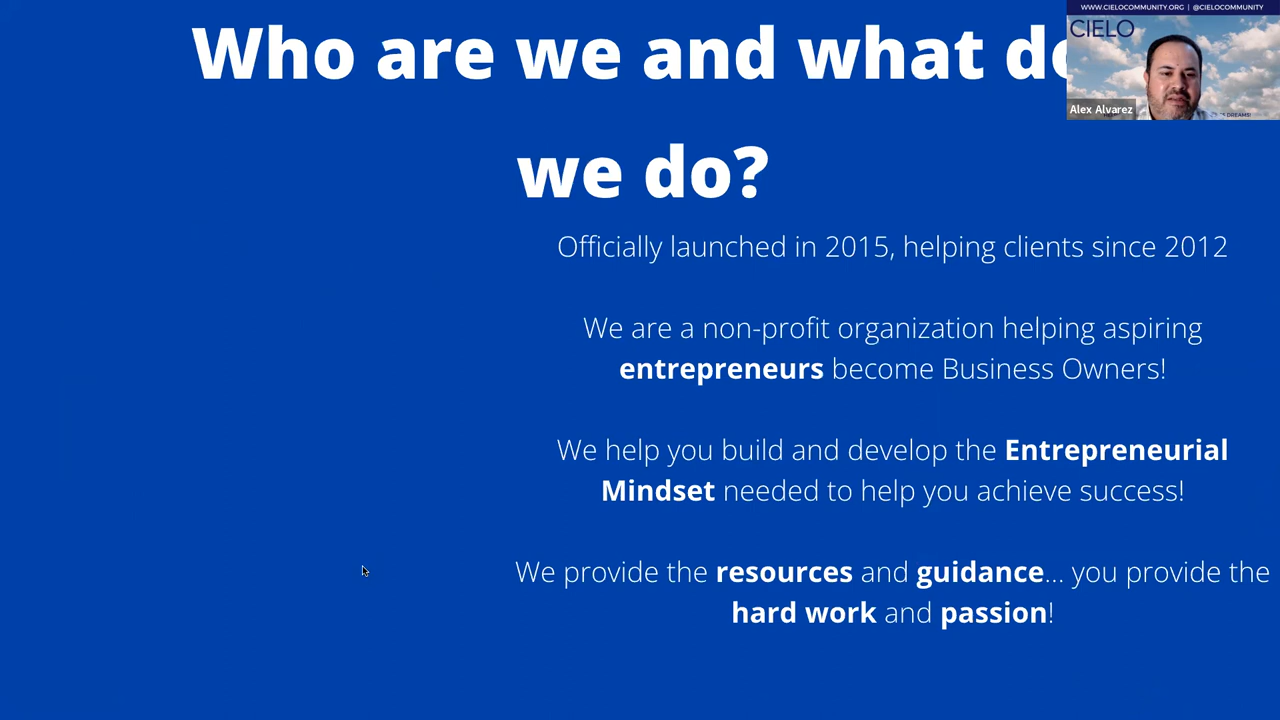 Who are we and what do
we do?
WWW.CIELOCOMMUNITY.ORG | @CIELOCOMMUNITY
CIELO
Alex Alvarez
DREAMS!
Officially launched in 2015, helping clients since 2012
We are a non-profit organization helping aspiring
entrepreneurs become Business Owners!
We help you build and develop the Entrepreneurial
Mindset needed to help you achieve success!
We provide the resources and guidance... you provide the
hard work and passion!